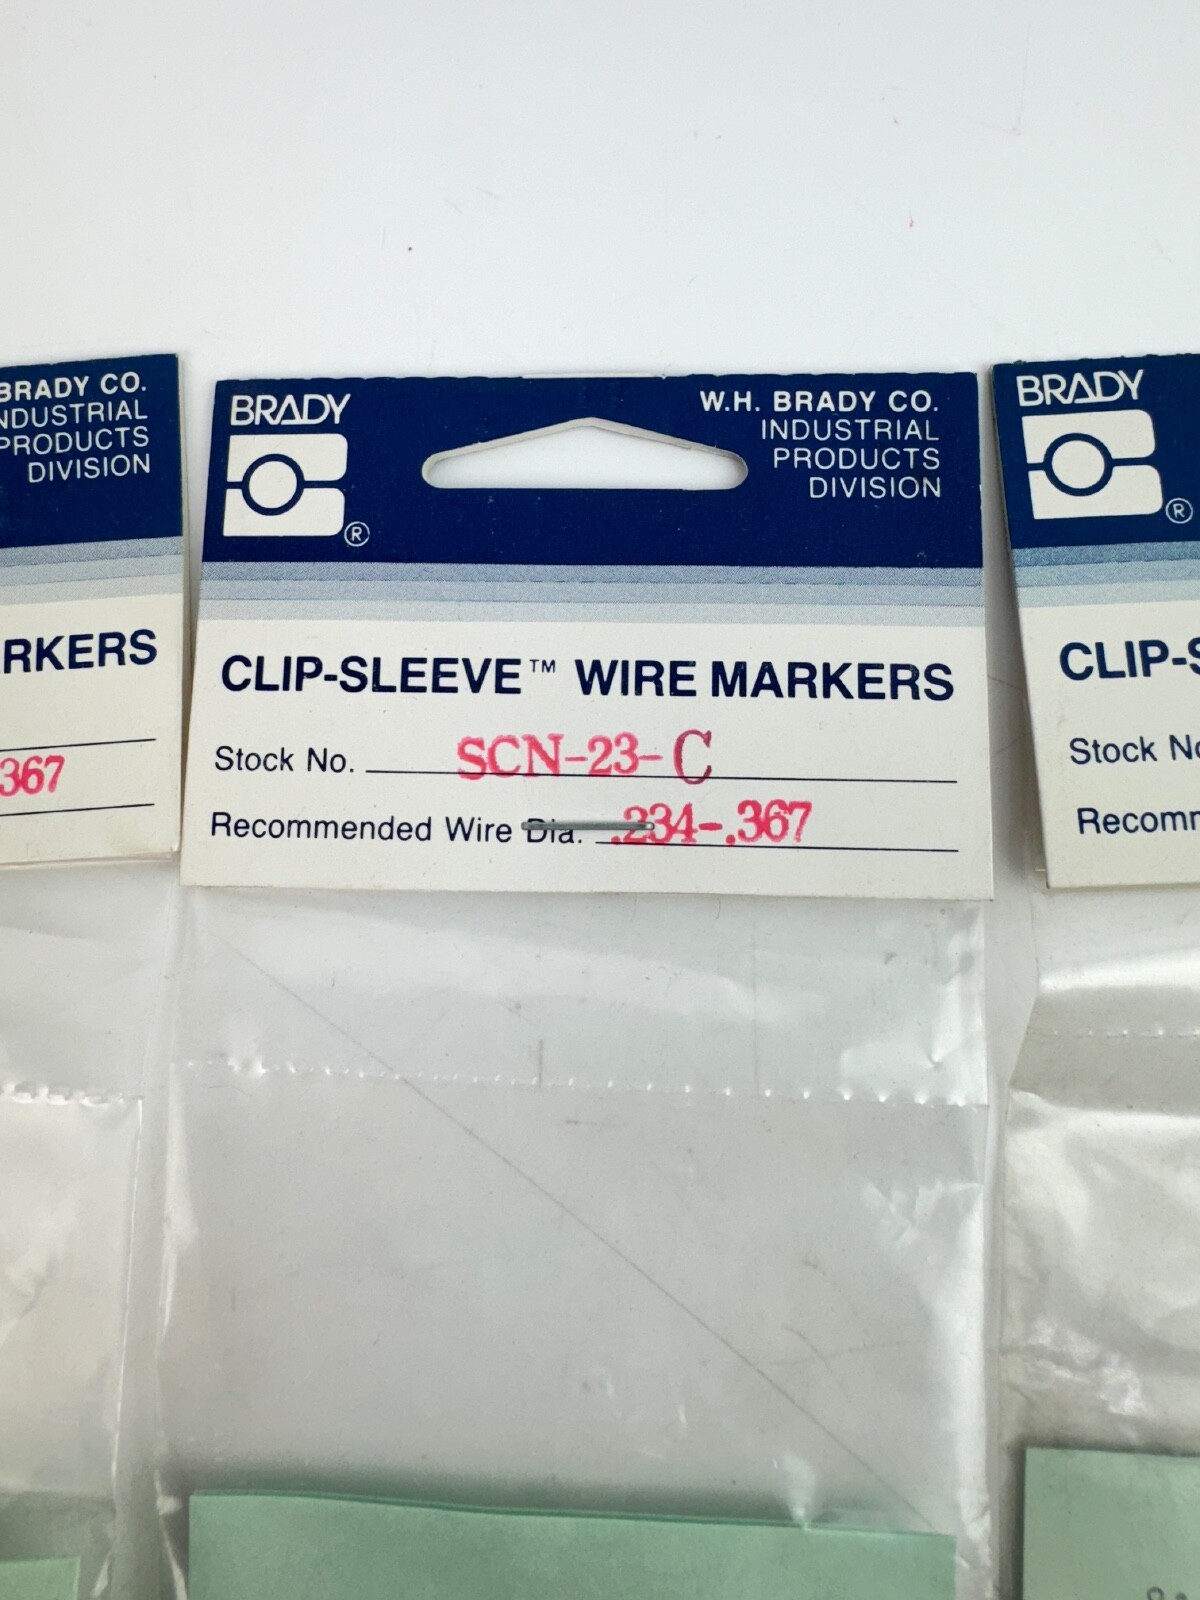 BRADY CO.
INDUSTRIAL
PRODUCTS
DIVISION
ARKERS
367
BRADY
®
W.H. BRADY CO.
INDUSTRIAL
PRODUCTS
DIVISION
CLIP-SLEEVE™ WIRE MARKERS
Stock No. SCN-23-C
Recommended Wire Dia. .234-.367
BRADY
®
CLIP-S
Stock No
Recomm